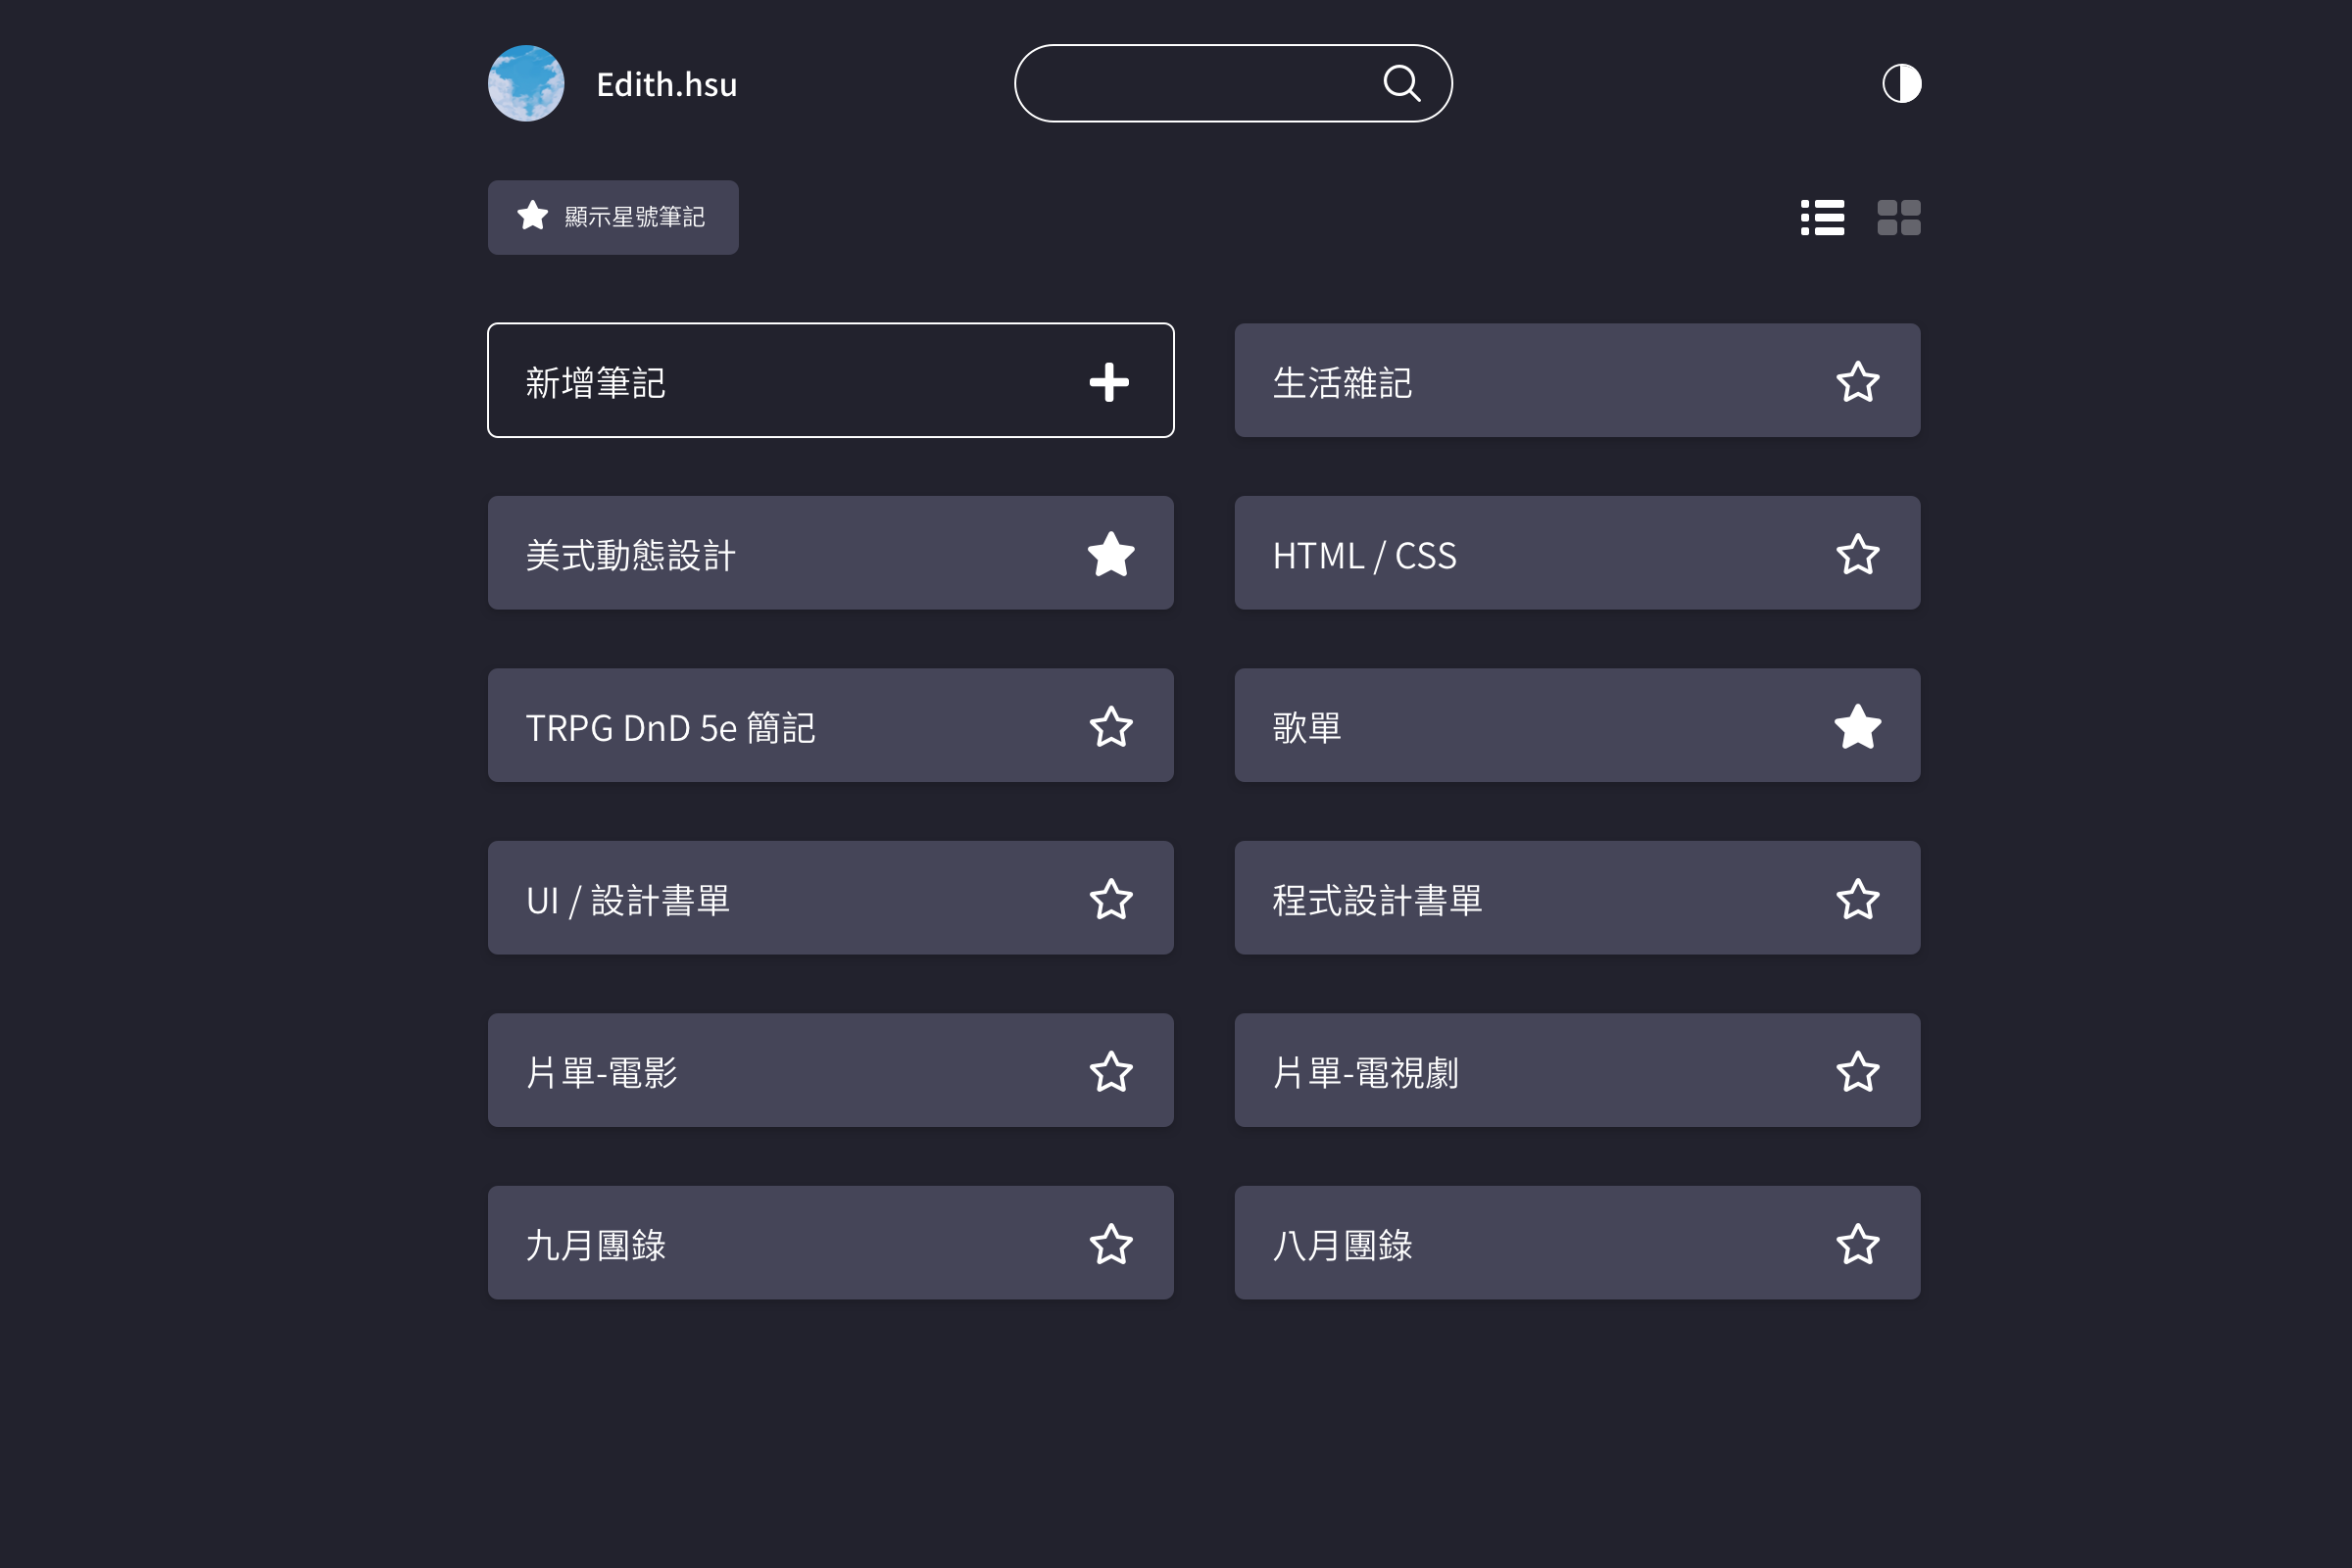 Edith.hsu
顯示星號筆記
新增筆記
生活雜記
美式動態設計
HTML / CSS
TRPG DnD 5e 簡記
歌單
UI / 設計書單
程式設計書單
片單-電影
片單-電視劇
九月團錄
八月團錄